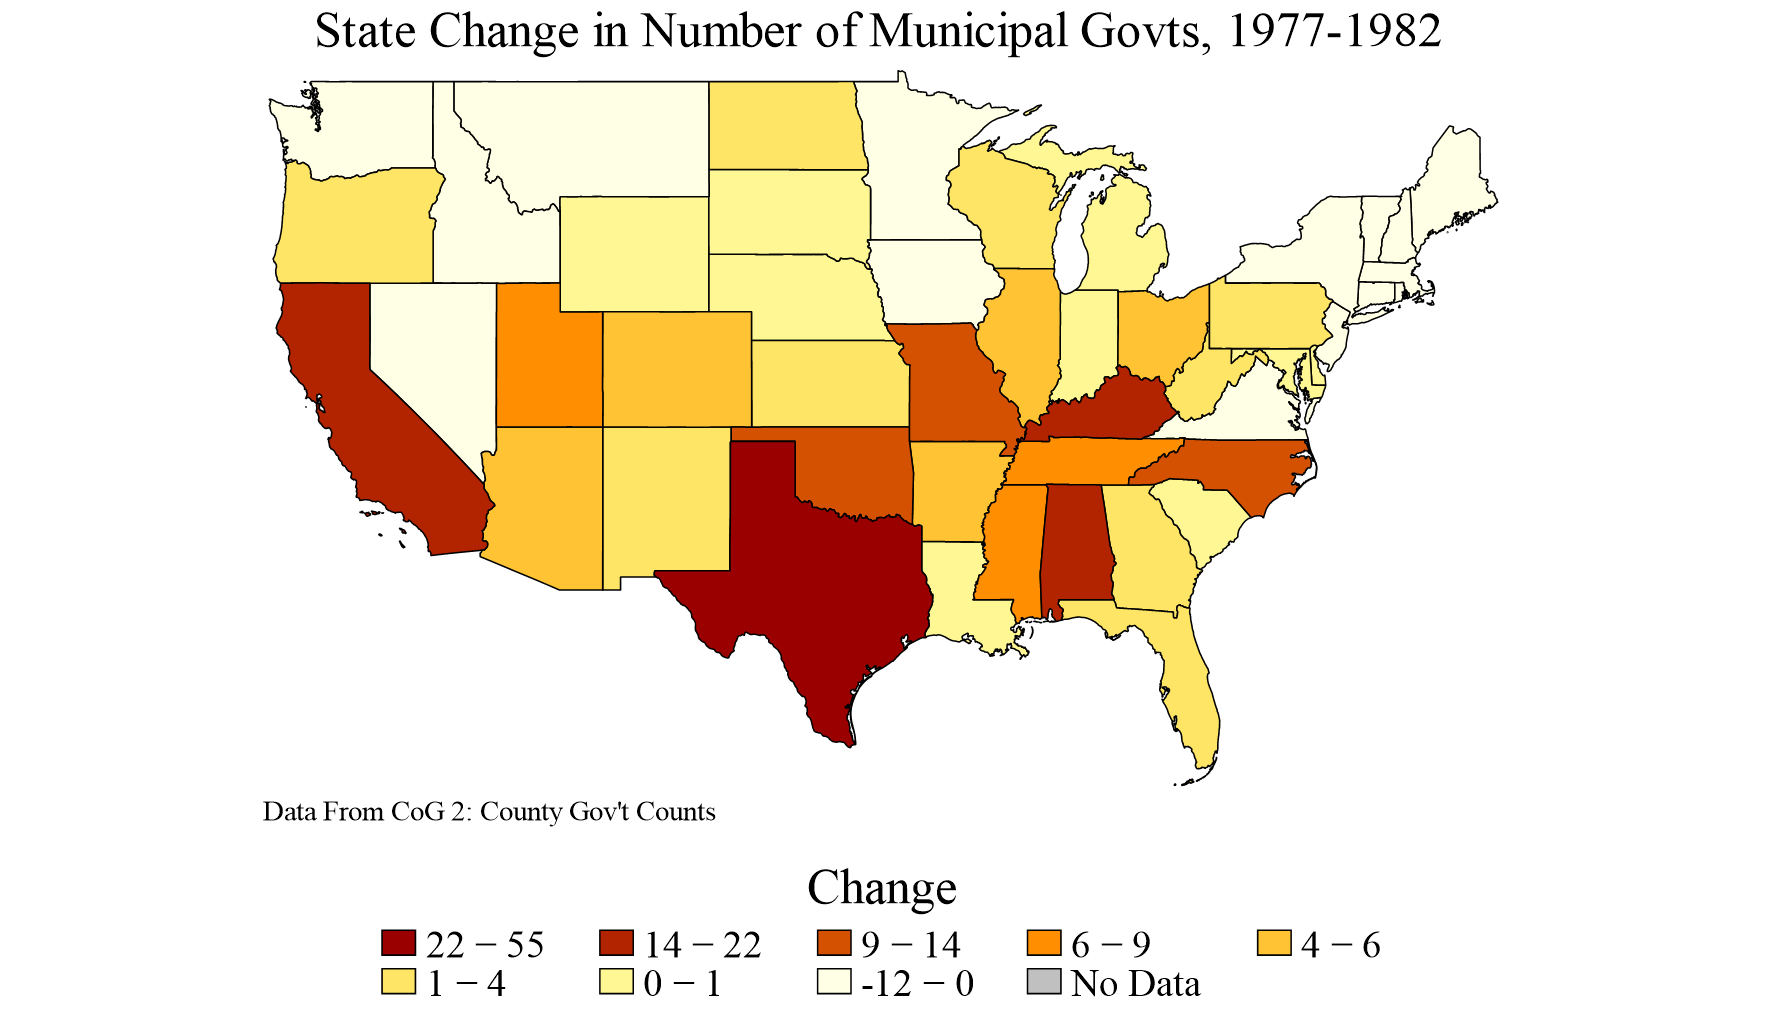 State Change in Number of Municipal Govts, 1977-1982
Data From CoG 2: County Gov't Counts
Change
22 − 55 14 − 22 9 − 14 6 − 9 4 − 6
1 − 4 0 − 1 -12 − 0 No Data